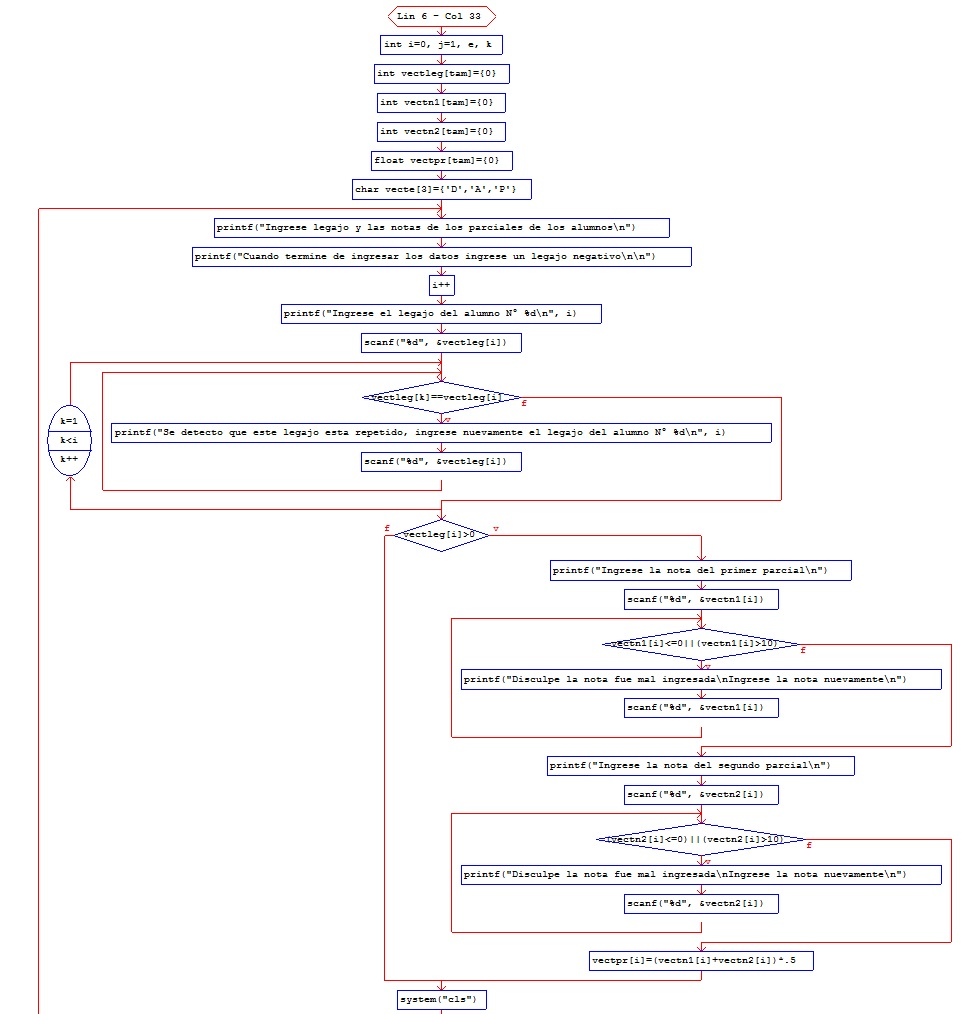 Lin 6 - Col 33
int i=0, j=1, e, k
int vectleg[tam]={0}
int vectn1[tam]={0}
int vectn2[tam]={0}
float vectpr[tam]={0}
char vecte[3]={'D','A','P'}
printf("Ingrese legajo y las notas de los parciales de los alumnos\n")
printf("Cuando termine de ingresar los datos ingrese un legajo negativo\n\n")
i++
printf("Ingrese el legajo del alumno N° %d\n", i)
scanf("%d", &vectleg[i])
vectleg[k]==vectleg[i]
f
k=1
k<i
k++
v
printf("Se detecto que este legajo esta repetido, ingrese nuevamente el legajo del alumno N° %d\n", i)
scanf("%d", &vectleg[i])
f
vectleg[i]>0
v
printf("Ingrese la nota del primer parcial\n")
scanf("%d", &vectn1[i])
vectn1[i]<=0||(vectn1[i]>10)
f
v
printf("Disculpe la nota fue mal ingresada\nIngrese la nota nuevamente\n")
scanf("%d", &vectn1[i])
printf("Ingrese la nota del segundo parcial\n")
scanf("%d", &vectn2[i])
(vectn2[i]<=0)||(vectn2[i]>10)
f
v
printf("Disculpe la nota fue mal ingresada\nIngrese la nota nuevamente\n")
scanf("%d", &vectn2[i])
vectpr[i]=(vectn1[i]+vectn2[i])*.5
system("cls")